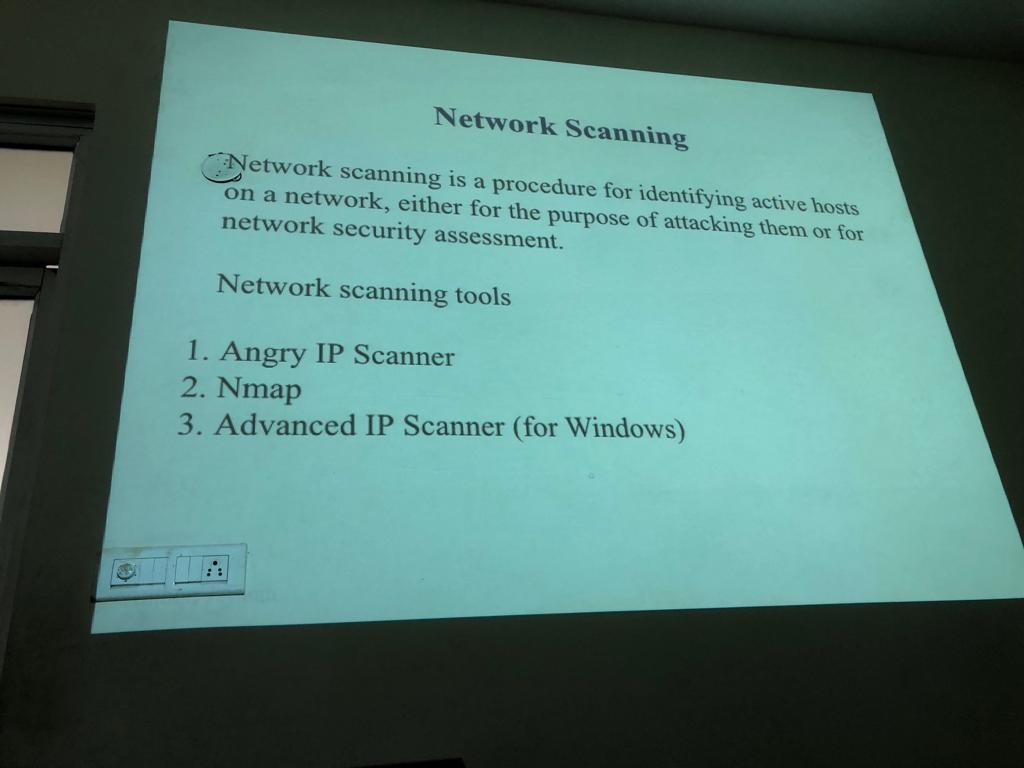 Network Scanning
Network scanning is a procedure for identifying active hosts
on a network, either for the purpose of attacking them or for
network security assessment.
Network scanning tools
1. Angry IP Scanner
2. Nmap
3. Advanced IP Scanner (for Windows)